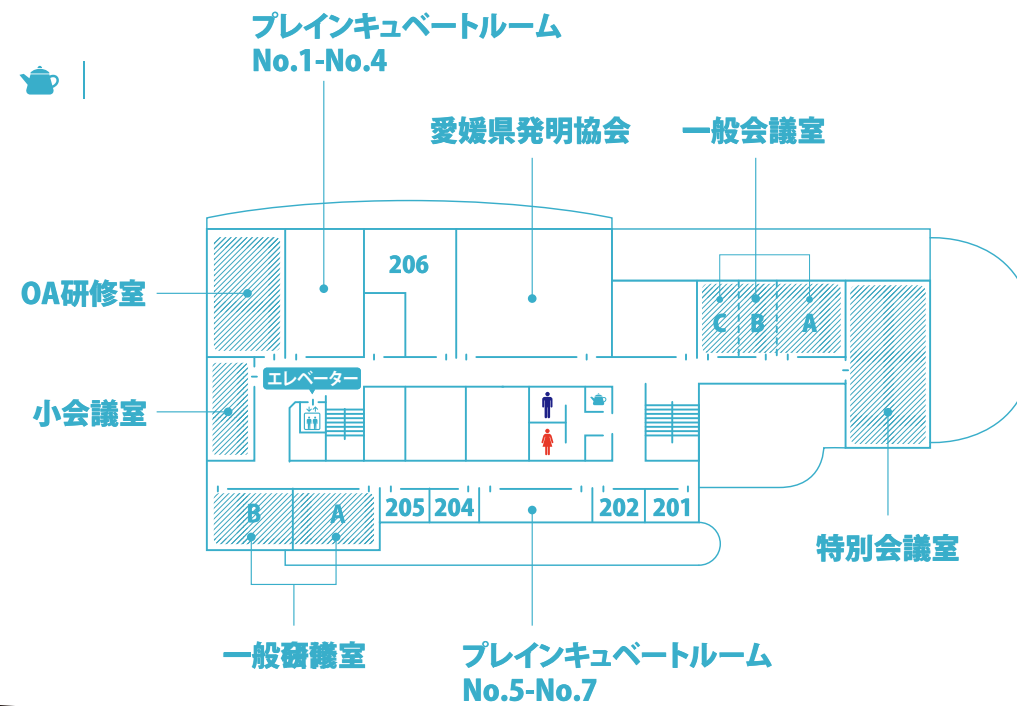 プレインキュベートルーム
No.1-No.4
愛媛県発明協会
一般会議室
206
OA研修室
C
B
A
エレベーター
小会議室
B
A
205
204
202
201
特別会議室
プレインキュベートルーム
No.5-No.7